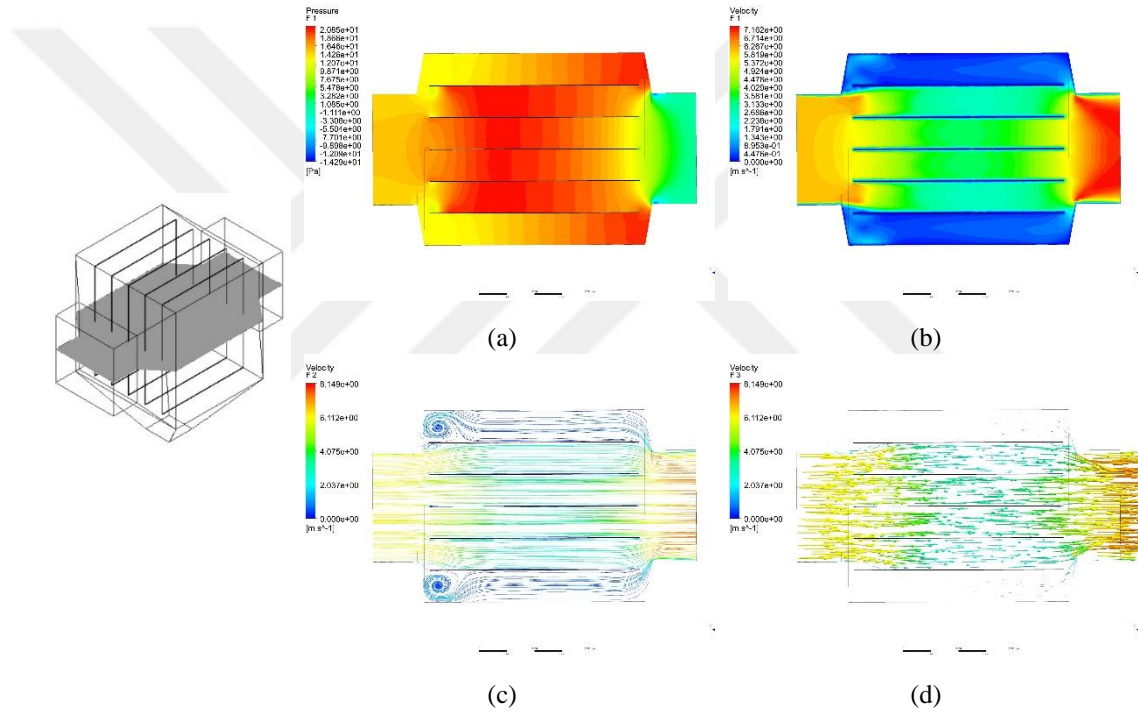 Pressure
F 1
2.085e+01
1.866e+01
1.646e+01
1.426e+01
1.207e+01
9.871e+00
7.675e+00
5.478e+00
3.282e+00
1.085e+00
-1.111e+00
-3.308e+00
-5.504e+00
-7.701e+00
-9.898e+00
-1.209e+01
-1.429e+01
[Pa]
Velocity
F 1
7.162e+00
6.714e+00
6.267e+00
5.819e+00
5.372e+00
4.924e+00
4.476e+00
4.029e+00
3.581e+00
3.133e+00
2.686e+00
2.238e+00
1.791e+00
1.343e+00
8.953e-01
4.476e-01
0.000e+00
[m s^-1]
(a)
(b)
Velocity
F 2
8.149e+00
6.112e+00
4.075e+00
2.037e+00
0.000e+00
[m s^-1]
Velocity
F 3
8.149e+00
6.112e+00
4.075e+00
2.037e+00
0.000e+00
[m s^-1]
(c)
(d)